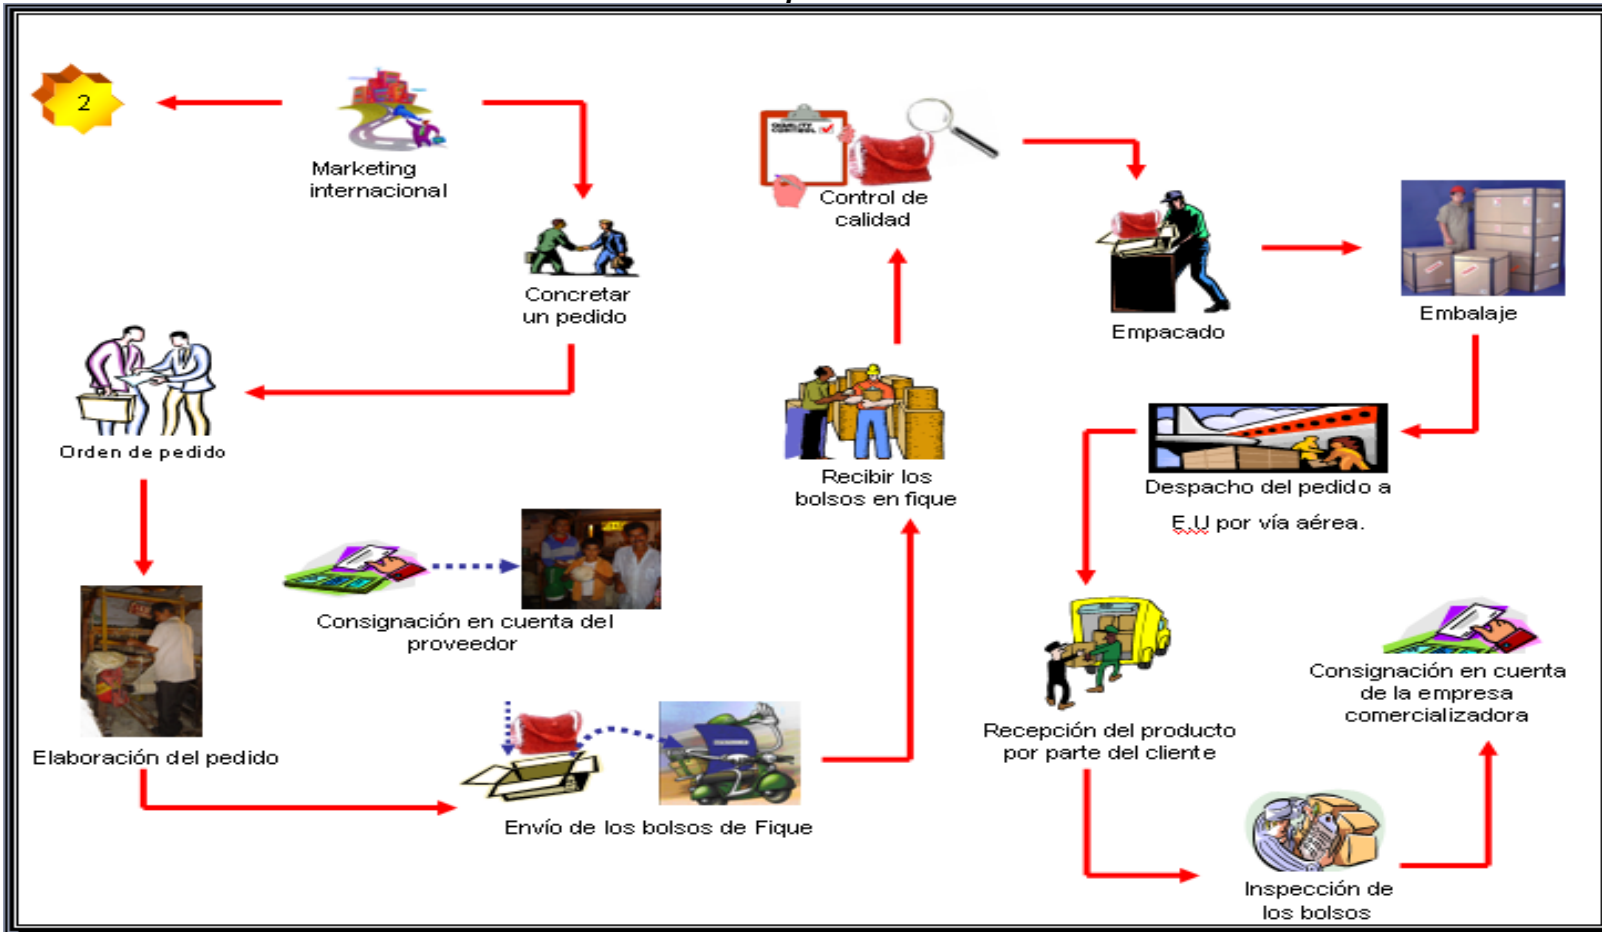 2
Marketing
internacional
Concretar
un pedido
Orden de pedido
Elaboración del pedido
Consignación en cuenta del
proveedor
Envío de los bolsos de Fique
Recibir los
bolsos en fique
QUALITY
CONTROL
Control de
calidad
Empacado
Embalaje
Despacho del pedido a
E.U por vía aérea.
Recepción del producto
por parte del cliente
Inspección de
los bolsos
Consignación en cuenta
de la empresa
comercializadora